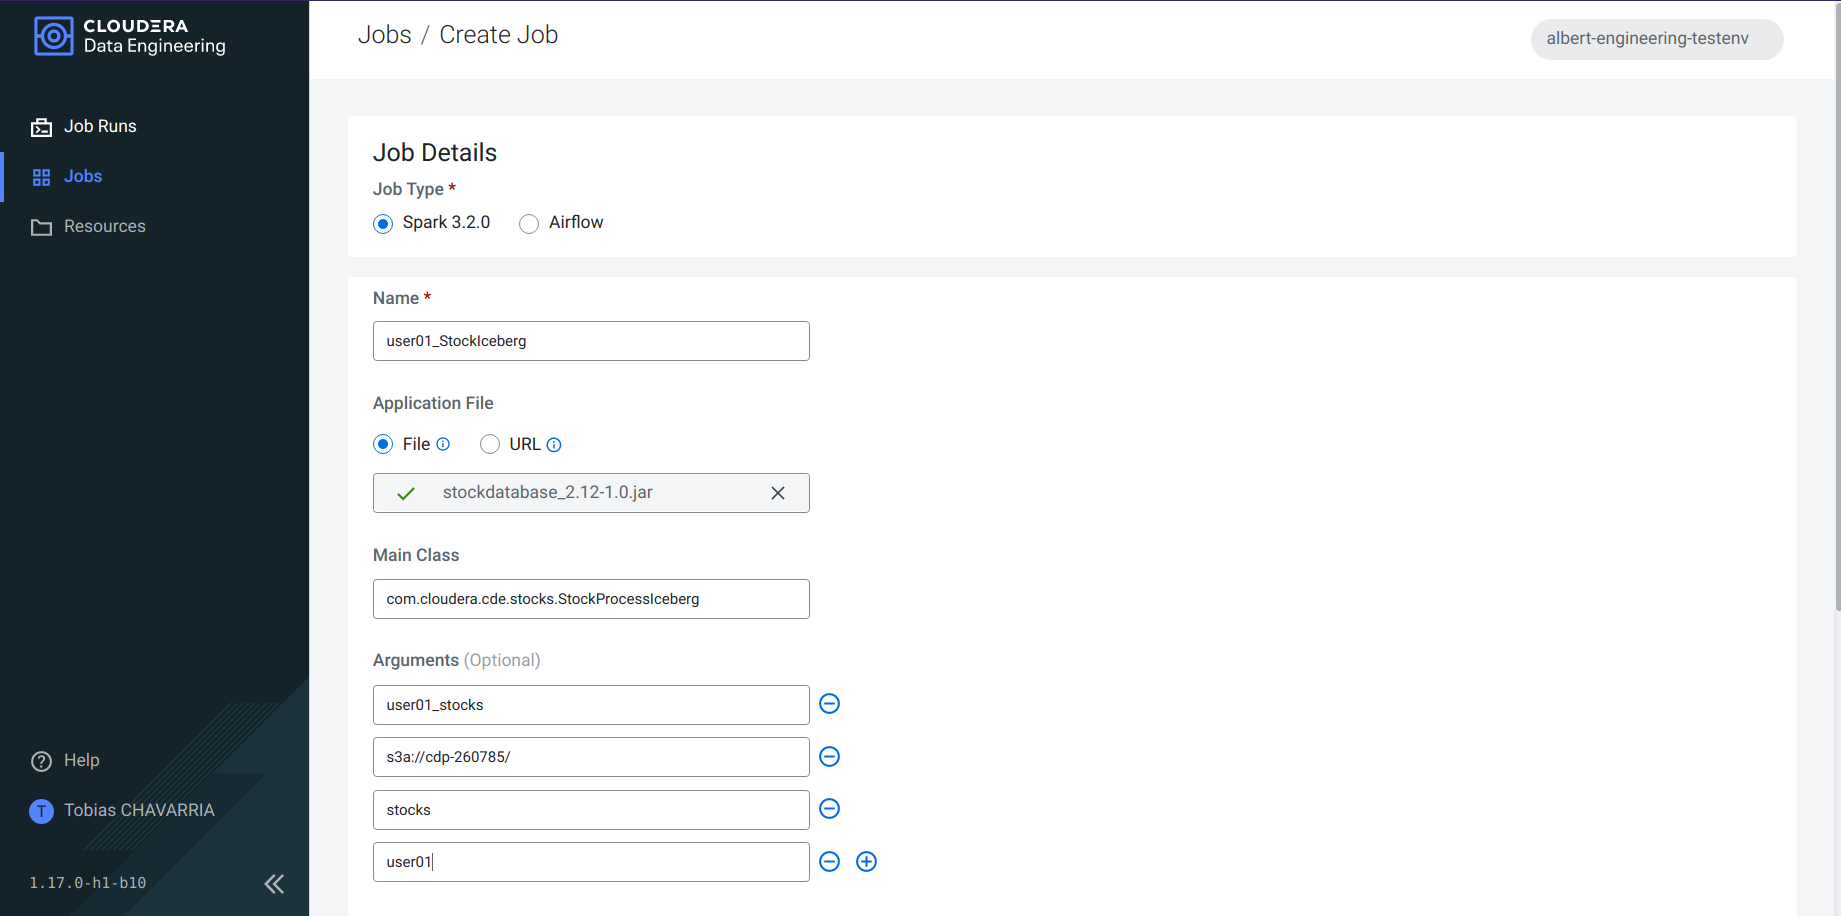 CLOUDERA
Data Engineering
Job Runs
Jobs
Resources
Help
T
Tobias CHAVARRIA
1.17.0-h1-b10
Jobs / Create Job
albert-engineering-testenv
Job Details
Job Type *
Spark 3.2.0 Airflow
Name *
user01_StockIceberg
Application File
File URL
stockdatabase_2.12-1.0.jar
Main Class
com.cloudera.cde.stocks.StockProcessIceberg
Arguments (Optional)
user01_stocks
s3a://cdp-260785/
stocks
user01